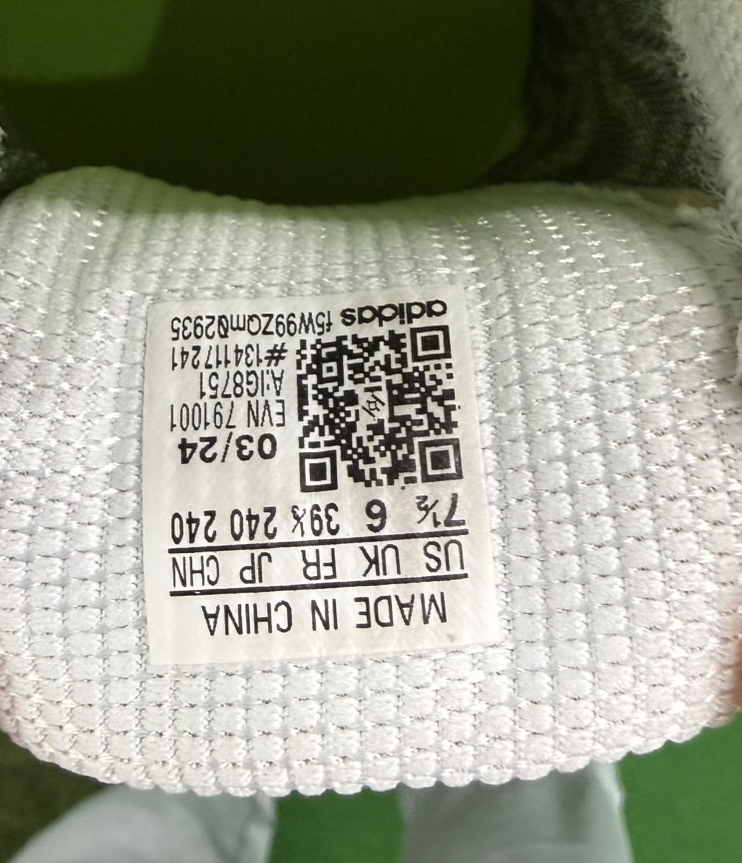 MADE IN CHINA
US UK FR JP CHN
7½ 6 39⅓ 240 240
03/24
EVN 791001
A:IG8751
#134117241
adidas f5W99ZQmO2935